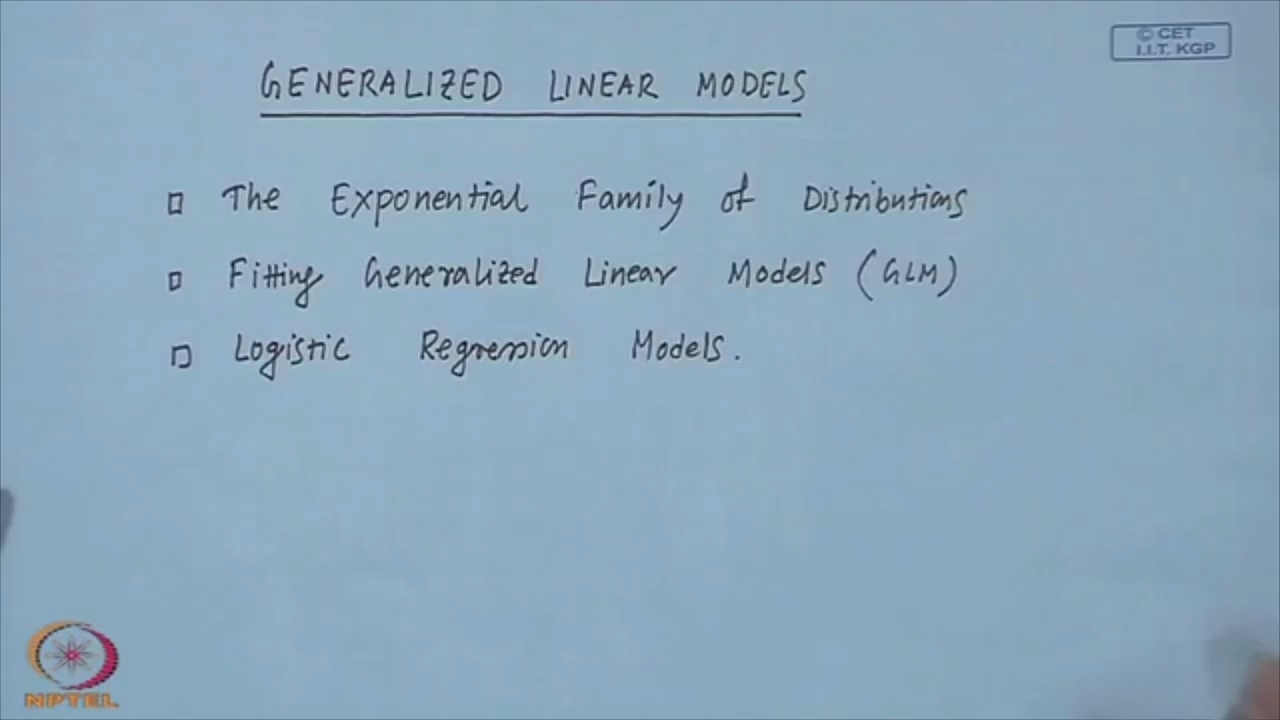 © CET
I.I.T. KGP
GENERALIZED LINEAR MODELS
The Exponential Family of Distributions
Fitting Generalized Linear Models (GLM)
Logistic Regression Models.
NPTEL